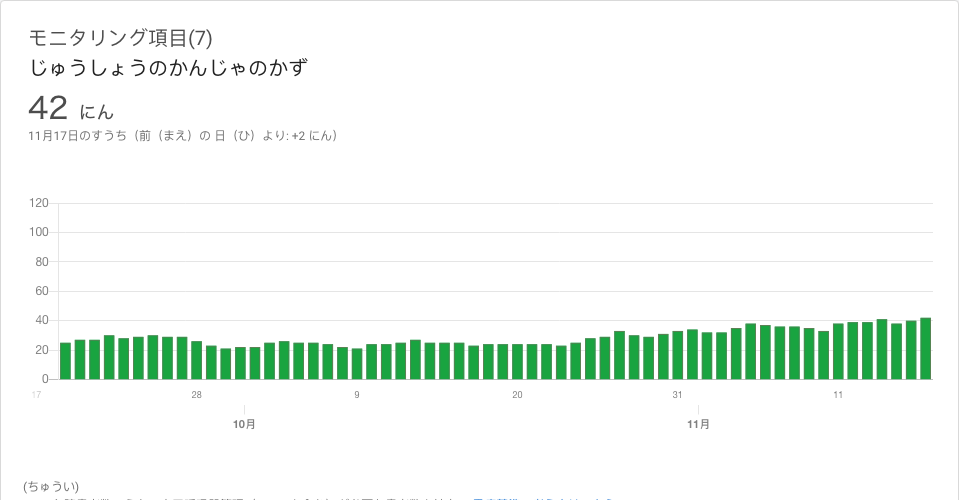 モニタリング項目(7)
じゅうしょうのかんじゃのかず
42 にん
11月17日のすうち（前（まえ）の 日（ひ）より: +2 にん）
120
100
80
60
40
20
0
17 28 9 20 31 11
10月 11月
(ちゅうい)